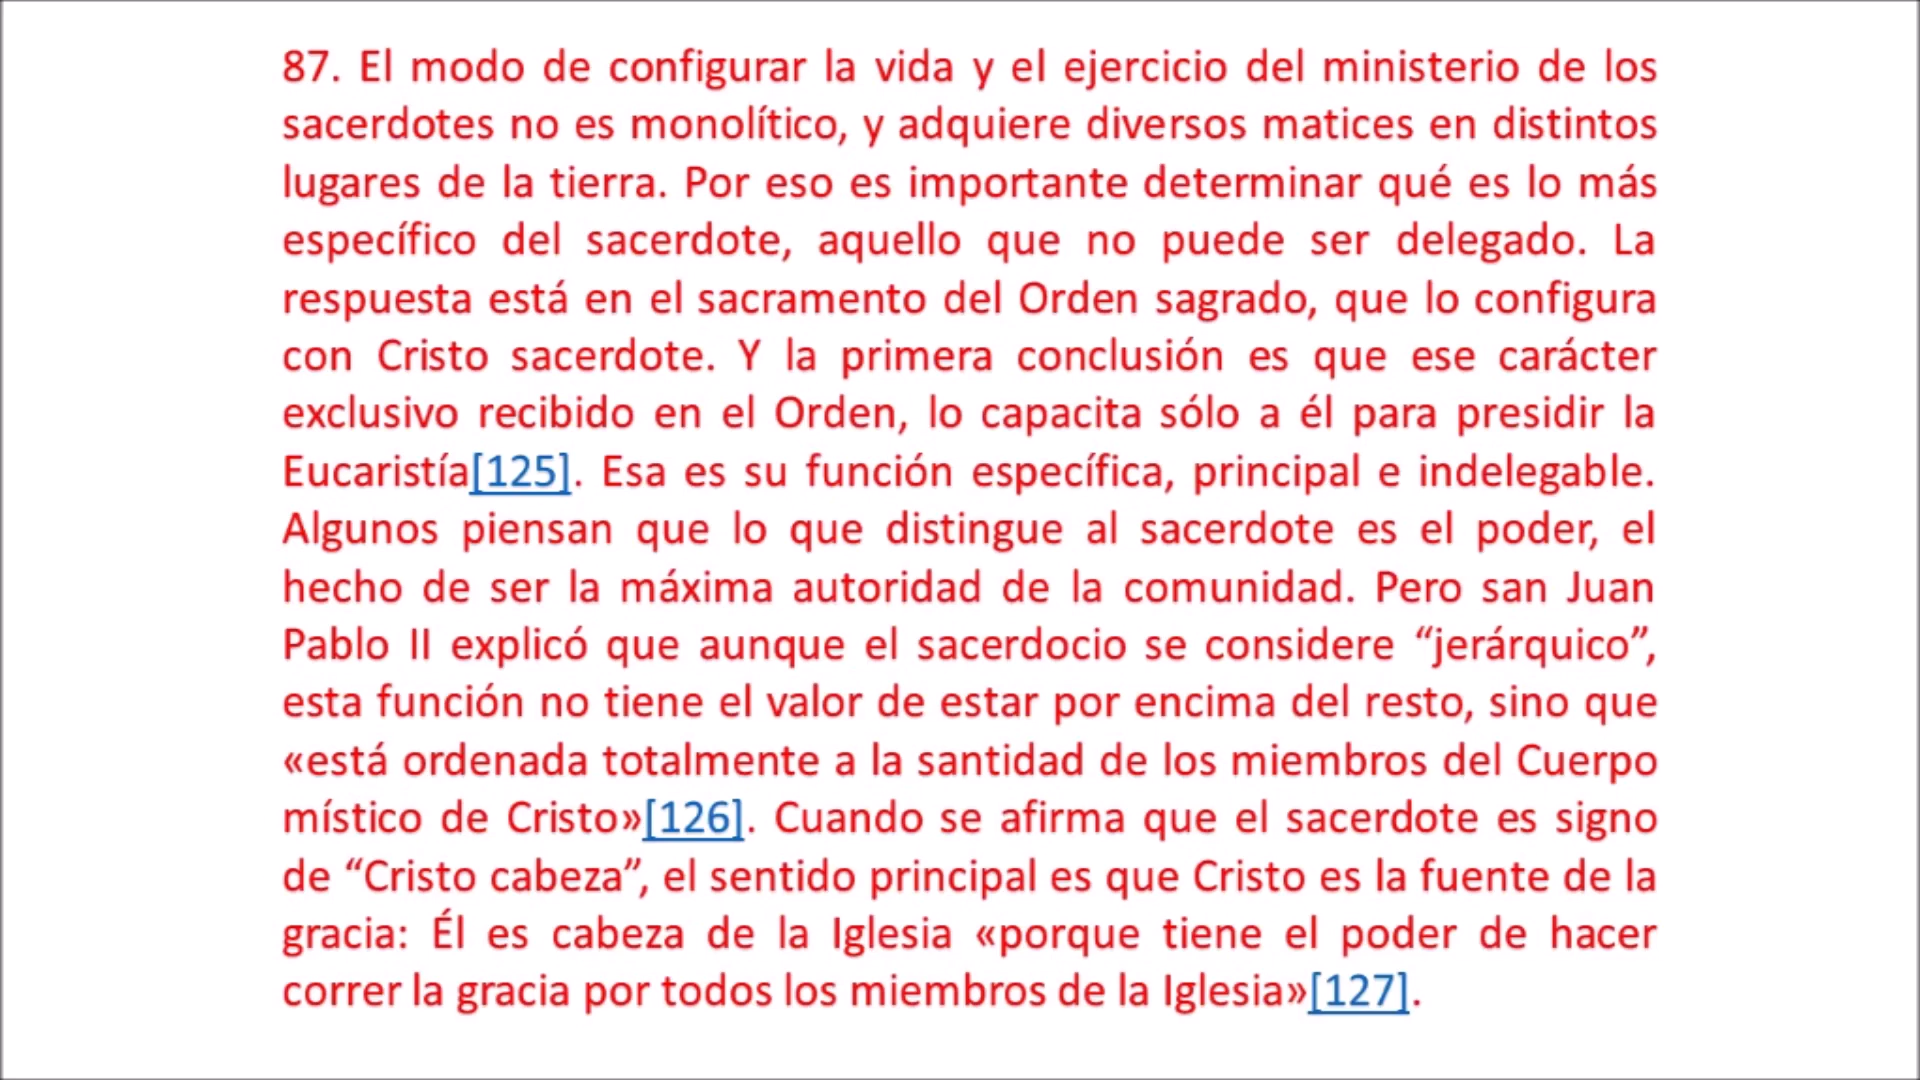 87. El modo de configurar la vida y el ejercicio del ministerio de los
sacerdotes no es monolítico, y adquiere diversos matices en distintos
lugares de la tierra. Por eso es importante determinar qué es lo más
específico del sacerdote, aquello que no puede ser delegado. La
respuesta está en el sacramento del Orden sagrado, que lo configura
con Cristo sacerdote. Y la primera conclusión es que ese carácter
exclusivo recibido en el Orden, lo capacita sólo a él para presidir la
Eucaristía[125]. Esa es su función específica, principal e indelegable.
Algunos piensan que lo que distingue al sacerdote es el poder, el
hecho de ser la máxima autoridad de la comunidad. Pero san Juan
Pablo II explicó que aunque el sacerdocio se considere “jerárquico”,
esta función no tiene el valor de estar por encima del resto, sino que
«está ordenada totalmente a la santidad de los miembros del Cuerpo
místico de Cristo»[126]. Cuando se afirma que el sacerdote es signo
de “Cristo cabeza”, el sentido principal es que Cristo es la fuente de la
gracia: Él es cabeza de la Iglesia «porque tiene el poder de hacer
correr la gracia por todos los miembros de la Iglesia»[127].